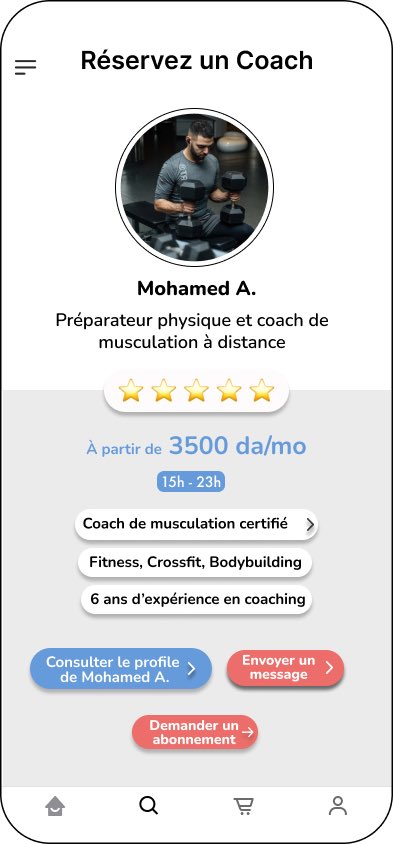 Réservez un Coach
Mohamed A.
Préparateur physique et coach de
musculation à distance
À partir de 3500 da/mo
15h - 23h
Coach de musculation certifié
Fitness, Crossfit, Bodybuilding
6 ans d’expérience en coaching
Consulter le profile
de Mohamed A.
Envoyer un
message
Demander un
abonnement